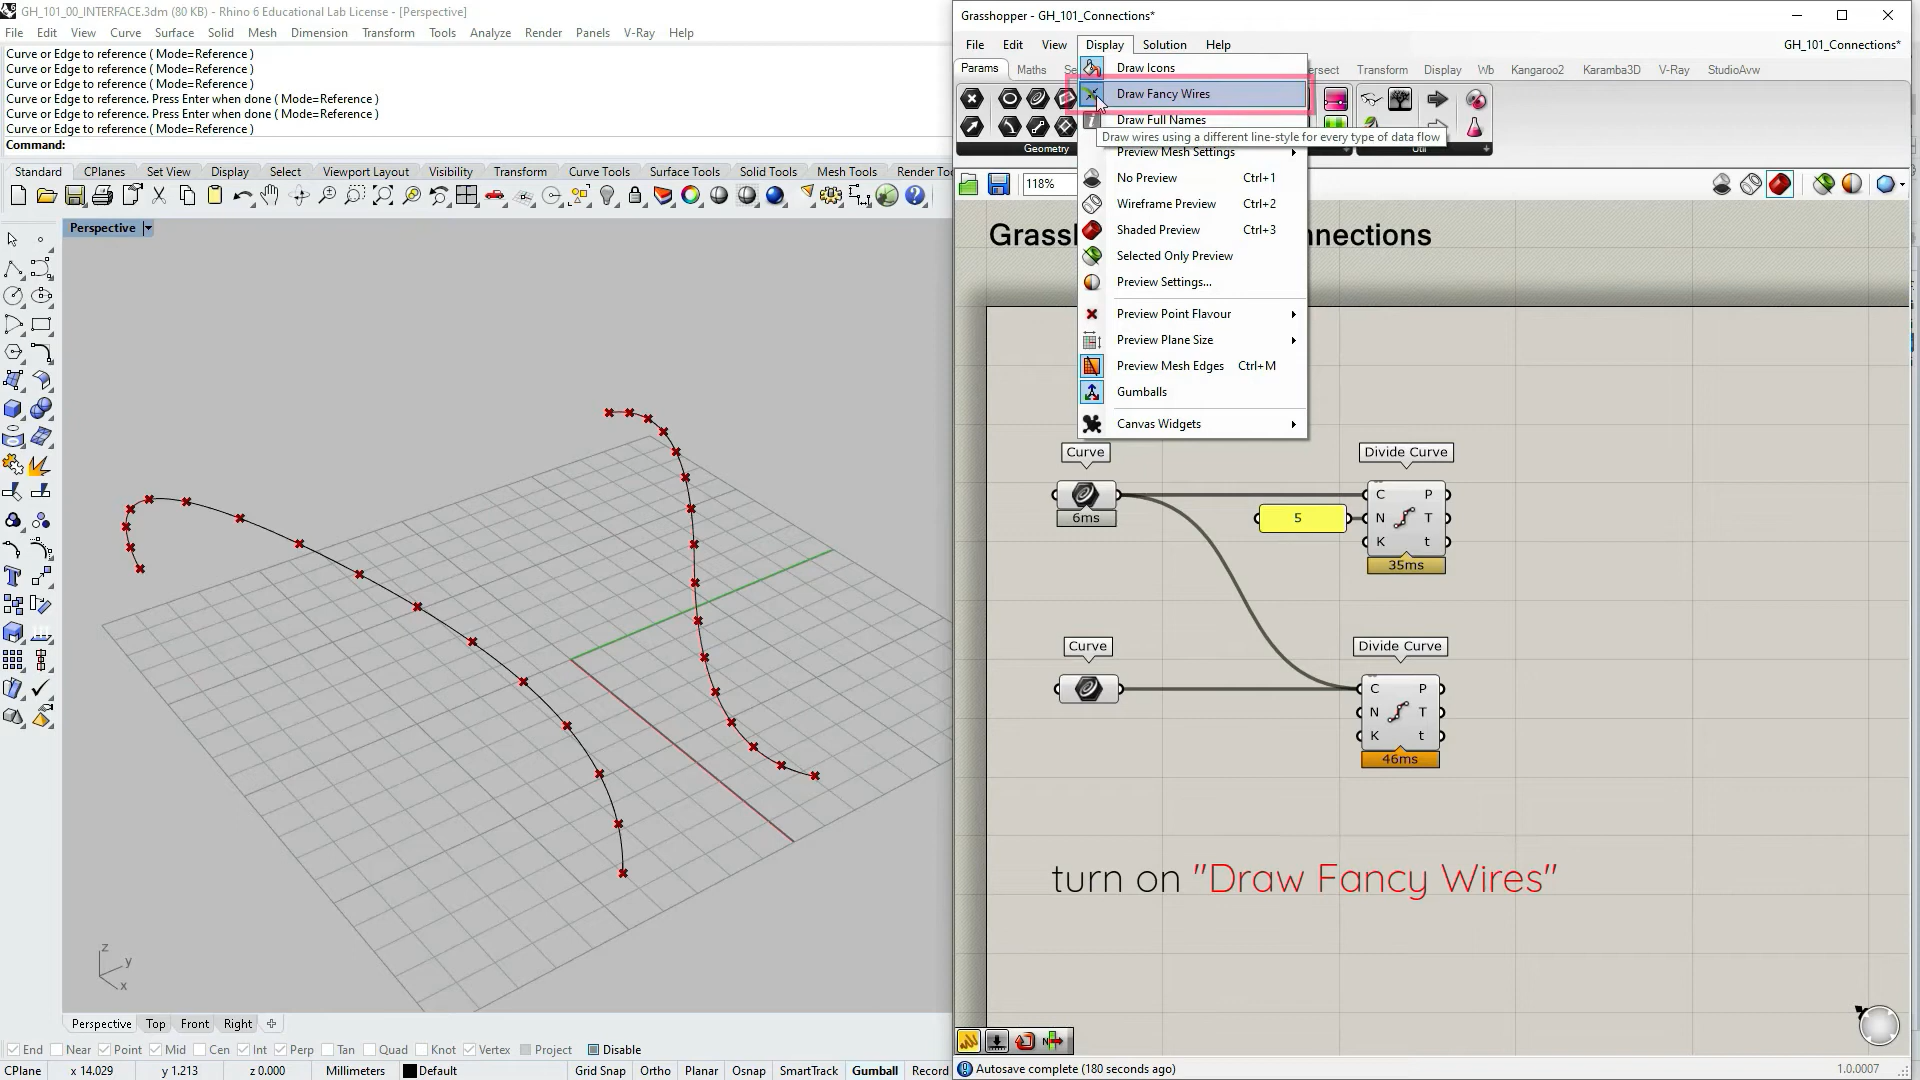 GH_101_00_INTERFACE.3dm (80 KB) - Rhino 6 Educational Lab License - [Perspective]
File Edit View Curve Surface Solid Mesh Dimension Transform Tools Analyze Render Panels V-Ray Help
Curve or Edge to reference ( Mode=Reference )
Curve or Edge to reference ( Mode=Reference )
Curve or Edge to reference ( Mode=Reference )
Curve or Edge to reference. Press Enter when done ( Mode=Reference )
Curve or Edge to reference. Press Enter when done ( Mode=Reference )
Curve or Edge to reference ( Mode=Reference )
Command:
Standard CPlanes Set View Display Select Viewport Layout Visibility Transform Curve Tools Surface Tools Solid Tools Mesh Tools Render To
Perspective
z
y
x
Perspective Top Front Right
End Near Point Mid Cen Int Perp Tan Quad Knot Vertex Project Disable
CPlane x 14.029 y 1.213 z 0.000 Millimeters Default Grid Snap Ortho Planar Osnap SmartTrack Gumball Record
Grasshopper - GH_101_Connections*
File Edit View Display Solution Help GH_101_Connections*
Params Maths Se ersect Transform Display Wb Kangaroo2 Karamba3D V-Ray StudioAvw
Geometry
Util
118%
Draw Icons
Draw Fancy Wires
Draw Full Names
Draw wires using a different line-style for every type of data flow
Preview Mesh Settings
No Preview Ctrl+1
Wireframe Preview Ctrl+2
Shaded Preview Ctrl+3
Selected Only Preview
Preview Settings...
Preview Point Flavour
Preview Plane Size
Preview Mesh Edges Ctrl+M
Gumballs
Canvas Widgets
Grassh nnections
Curve
6ms
5
Divide Curve
C P
N T
K t
35ms
Curve
Divide Curve
C P
N T
K t
46ms
turn on "Draw Fancy Wires"
Autosave complete (180 seconds ago)
1.0.0007